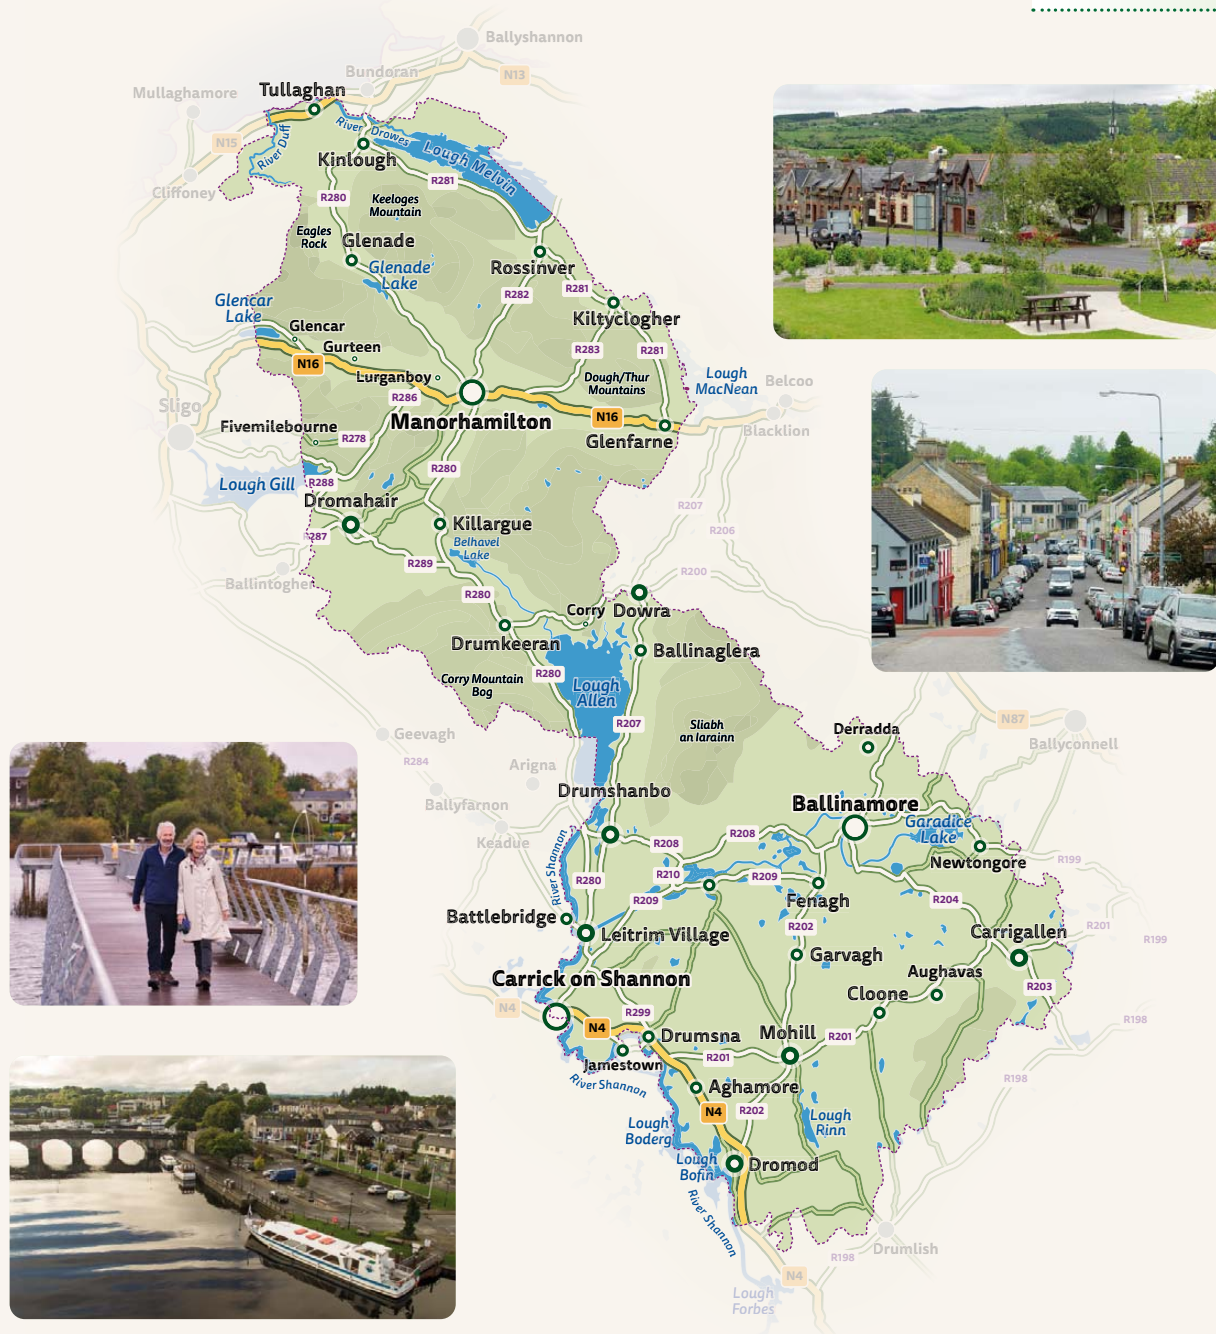 Ballyshannon
Bundoran
N13
Tullaghan
Mullaghamore
River Drowes
N15
River Duff
Lough Melvin
Kinlough
R281
Cliffoney
R280
Keeloges
Mountain
Eagles
Rock
Glenade
Glenade
Lake
Rossinver
R282
R281
Glencar
Lake
Kiltyclogher
Glencar
Gurteen
R283
R281
N16
Lurganboy
Dough/Thur
Mountains
Lough
MacNean
Belcoo
R286
Sligo
Manorhamilton
N16
Blacklion
Fivemilebourne
R278
Glenfarne
R280
Lough Gill
R288
Dromahair
R207
Killargue
R206
R287
Belhavel
Lake
R289
R200
Ballintogher
R280
Corry
Dowra
Drumkeeran
Ballinaglera
R280
Corry Mountain
Bog
Lough
Allen
R207
Sliabh
an Iarainn
N87
Derradda
Geevagh
Ballyconnell
R284
Arigna
Drumshanbo
Ballyfarnon
Ballinamore
Garadice
Lake
Keadue
R208
R208
Newtongore
R199
River Shannon
R210
R209
R280
R209
Fenagh
R204
Battlebridge
R202
R201
Leitrim Village
Carrigallen
R199
Garvagh
Carrick on Shannon
Aughavas
Cloone
R203
N4
R299
N4
R198
Drumsna
Mohill
R201
Jamestown
R201
R198
River Shannon
Aghamore
N4
R202
Lough
Boderg
Lough
Rinn
Lough
Bofin
Dromod
River Shannon
Drumlish
R198
N4
Lough
Forbes